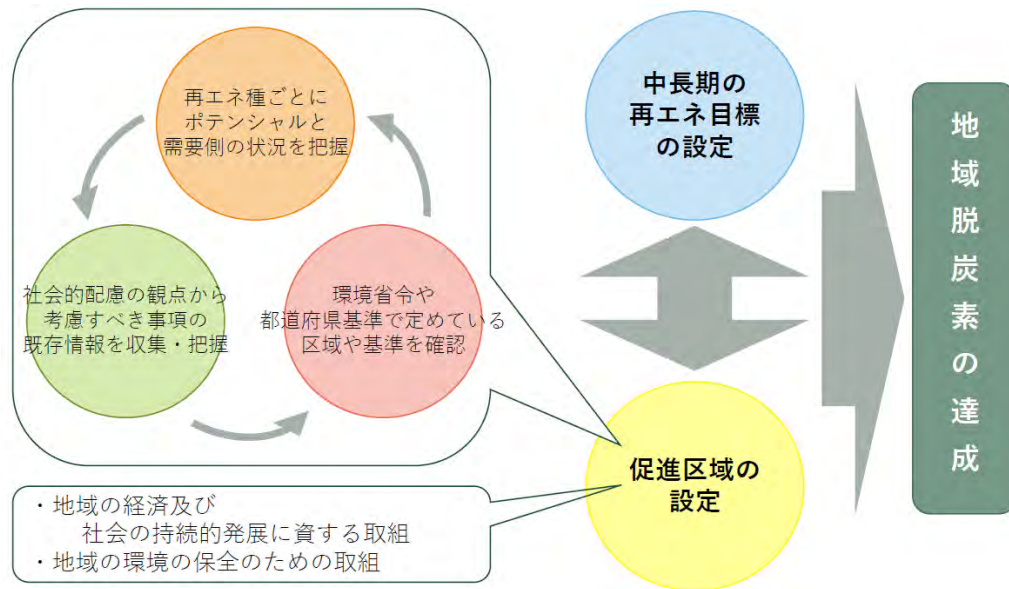 再エネ種ごとに
ポテンシャルと
需要側の状況を把握
社会的配慮の観点から
考慮すべき事項の
既存情報を収集・把握
環境省令や
都道府県基準で定めている
区域や基準を確認
・地域の経済及び
社会の持続的発展に資する取組
・地域の環境の保全のための取組
中長期の
再エネ目標
の設定
促進区域の
設定
地域脱炭素の達成